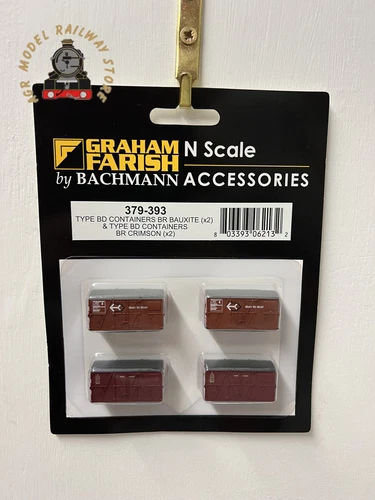 NGR MODEL RAILWAY STORE
GRAHAM FARISH
by BACHMANN
N Scale
ACCESSORIES
379-393
TYPE BD CONTAINERS BR BAUXITE (x2)
& TYPE BD CONTAINERS
BR CRIMSON (x2)
8 03393 06213 2